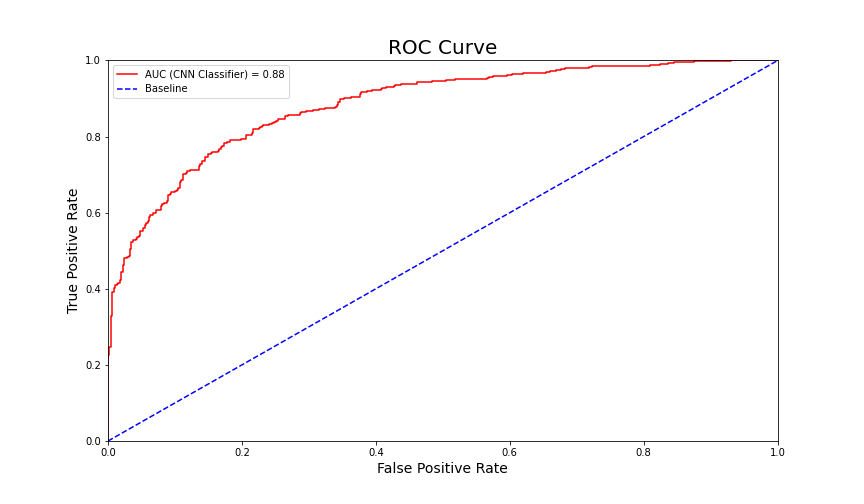 ROC Curve
1.0
AUC (CNN Classifier) = 0.88
Baseline
0.8
0.6
0.4
0.2
0.0
True Positive Rate
0.0 0.2 0.4 0.6 0.8 1.0
False Positive Rate